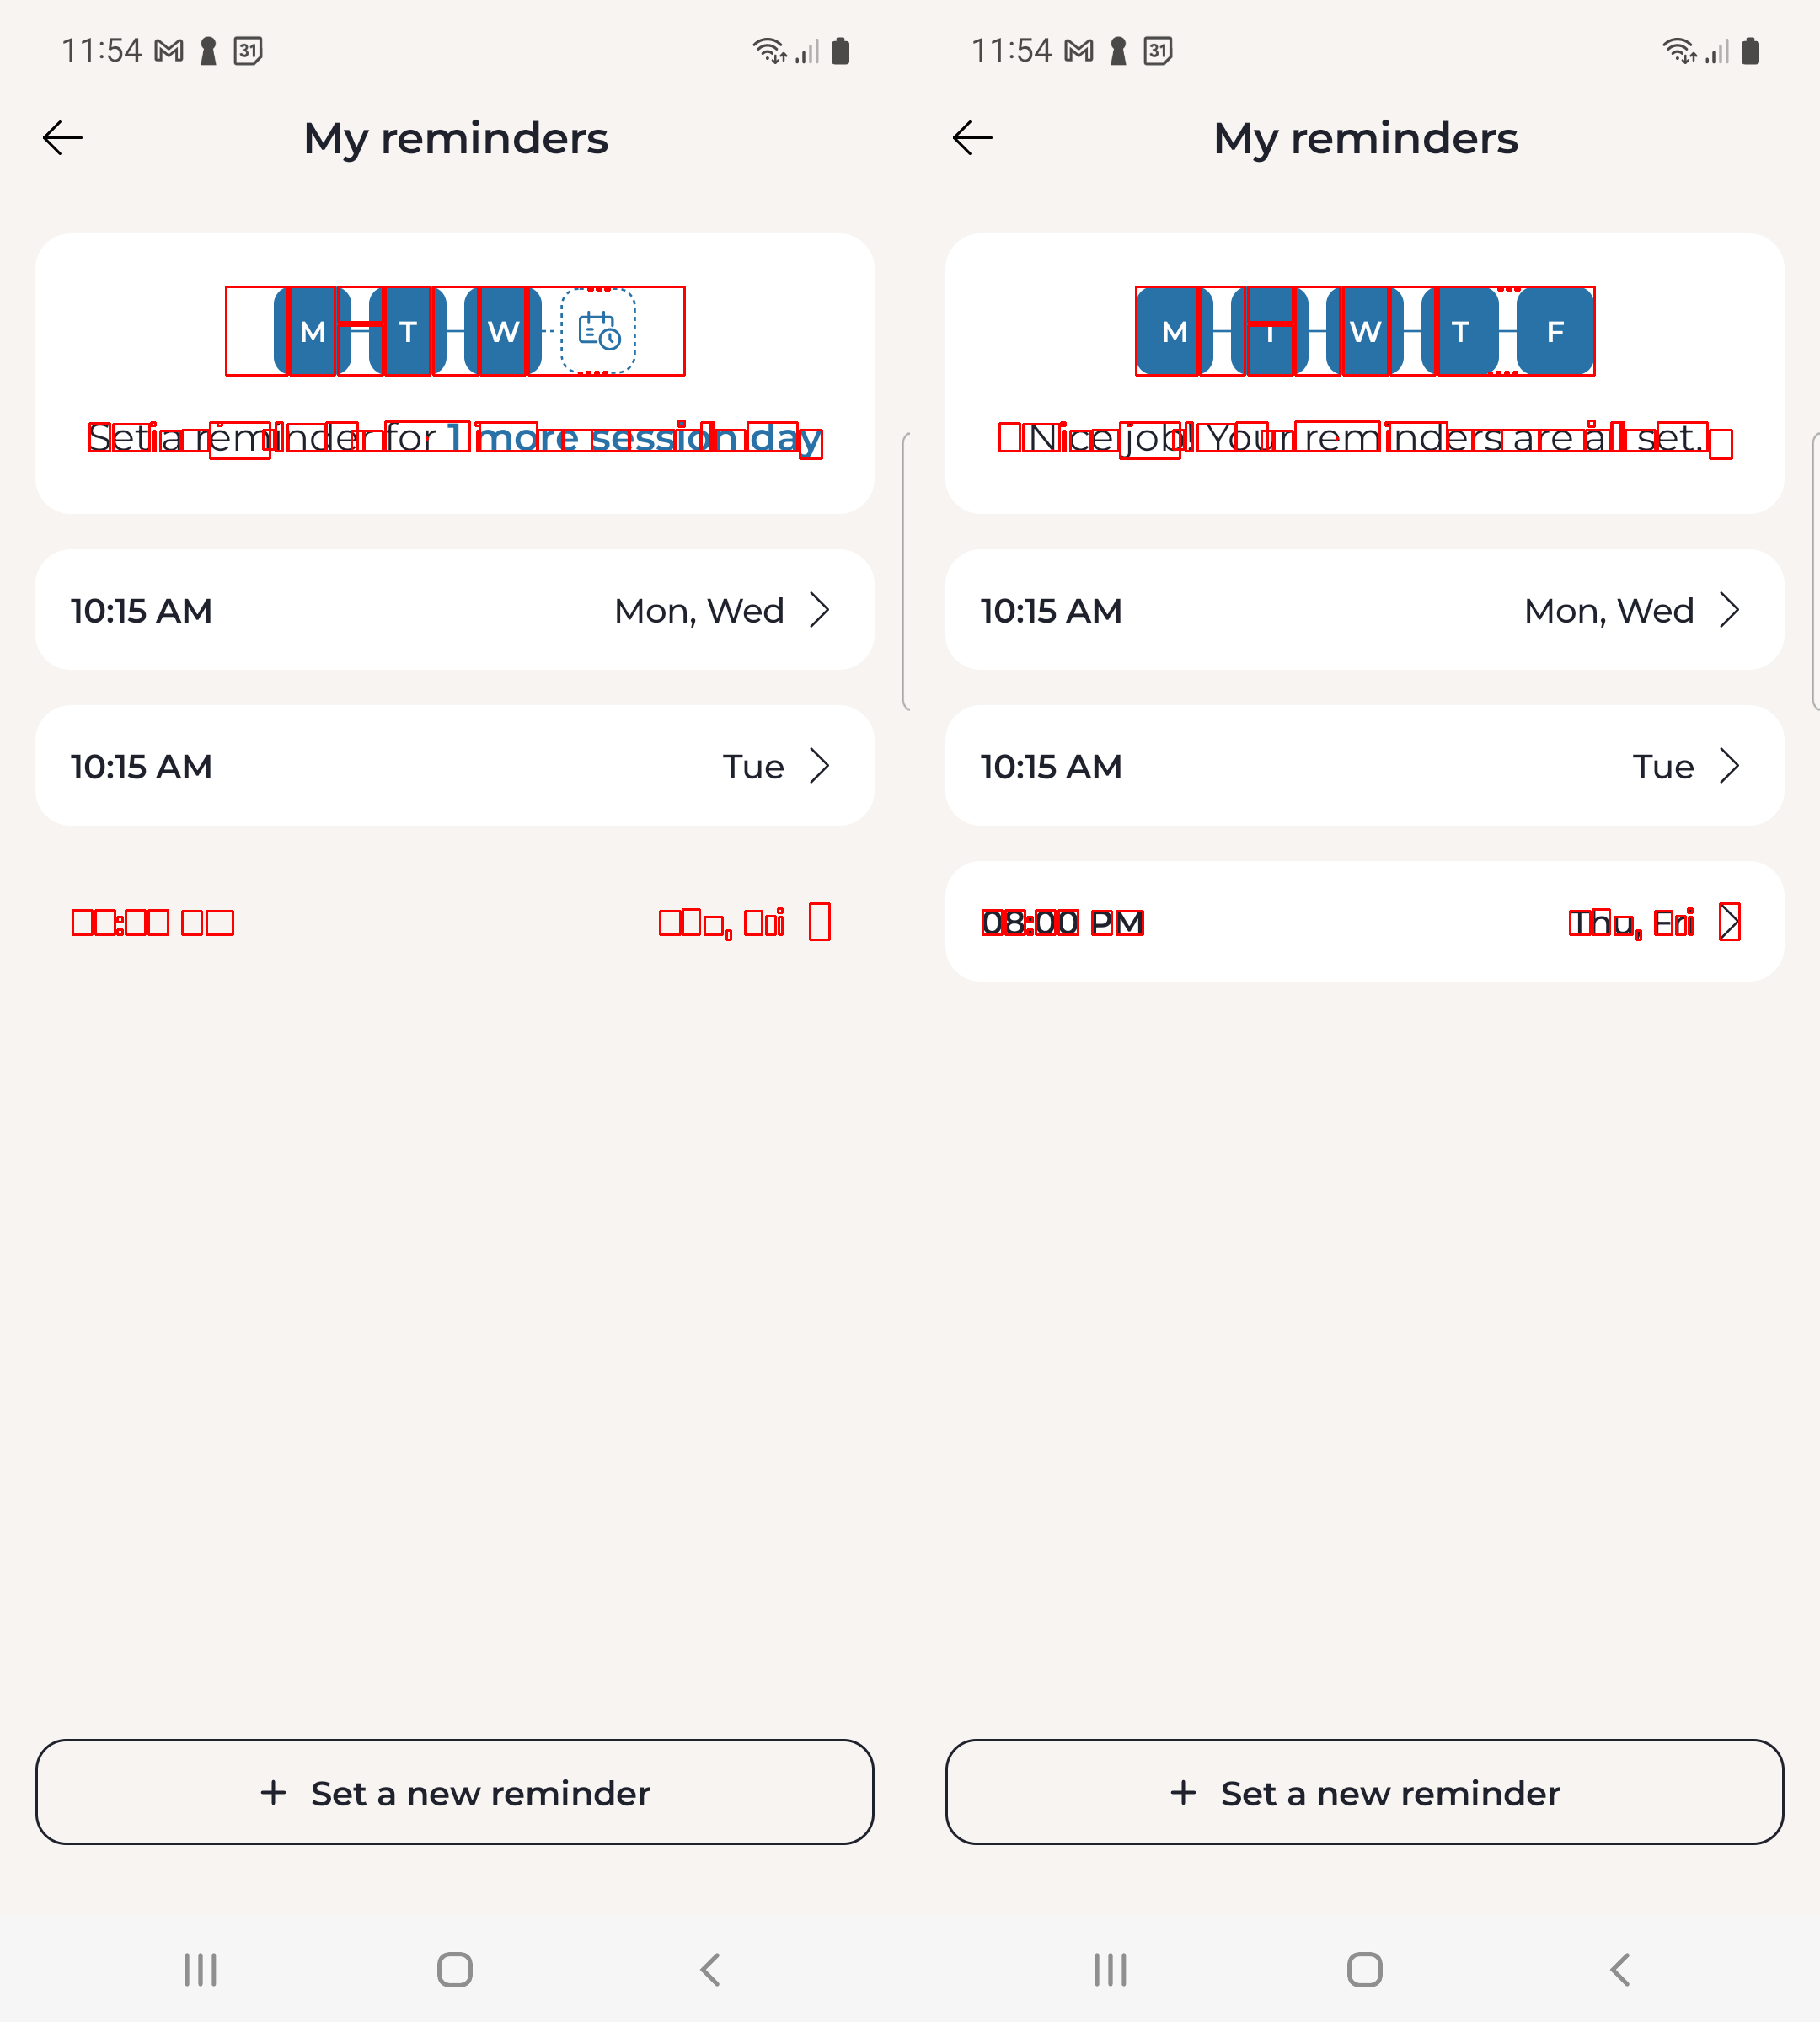 11:54 31
My reminders
M T W
Set a reminder for 1 more session day
10:15 AM Mon, Wed
10:15 AM Tue
+ Set a new reminder
11:54 31
My reminders
M T W T F
Nice job! Your reminders are all set.
10:15 AM Mon, Wed
10:15 AM Tue
08:00 PM Thu, Fri
+ Set a new reminder